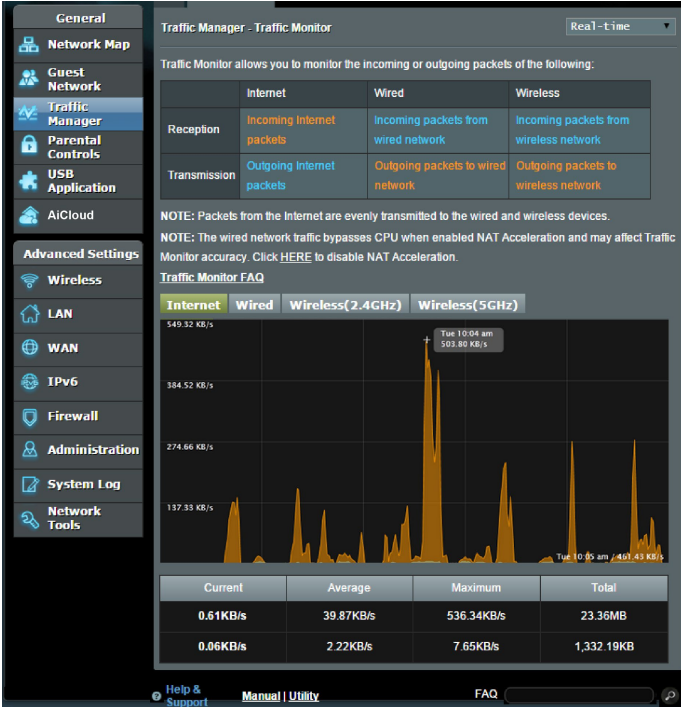 General
Network Map
Guest
Network
Traffic
Manager
Parental
Controls
USB
Application
AiCloud
Advanced Settings
Wireless
LAN
WAN
IPv6
Firewall
Administration
System Log
Network
Tools
Traffic Manager - Traffic Monitor
Real-time
Traffic Monitor allows you to monitor the incoming or outgoing packets of the following:
Internet Wired Wireless
Reception
Incoming Internet
packets
Incoming packets from
wired network
Incoming packets from
wireless network
Transmission
Outgoing Internet
packets
Outgoing packets to wired
network
Outgoing packets to
wireless network
NOTE: Packets from the Internet are evenly transmitted to the wired and wireless devices.
NOTE: The wired network traffic bypasses CPU when enabled NAT Acceleration and may affect Traffic
Monitor accuracy. Click HERE to disable NAT Acceleration.
Traffic Monitor FAQ
Internet Wired Wireless(2.4GHz) Wireless(5GHz)
549.32 KB/s
Tue 10:04 am
503.80 KB/s
384.52 KB/s
274.66 KB/s
137.33 KB/s
Tue 10:05 am / 461.43 KB/s
Current Average Maximum Total
0.61KB/s 39.87KB/s 536.34KB/s 23.36MB
0.06KB/s 2.22KB/s 7.65KB/s 1,332.19KB
Help &
Support
Manual | Utility
FAQ